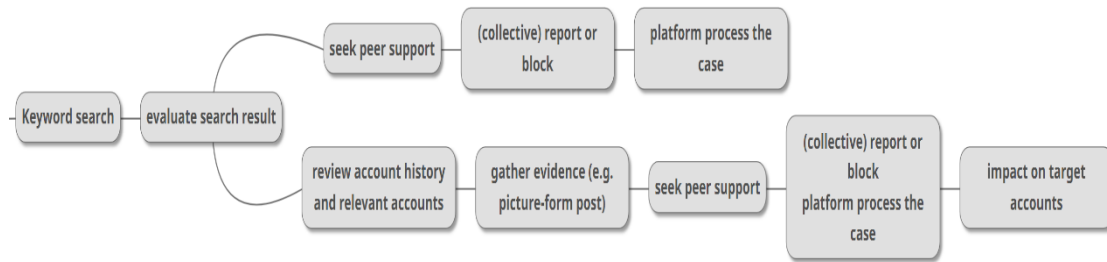 Keyword search
evaluate search result
seek peer support
(collective) report or
block
platform process the
case
review account history
and relevant accounts
gather evidence (e.g.
picture-form post)
seek peer support
(collective) report or
block
platform process the
case
impact on target
accounts